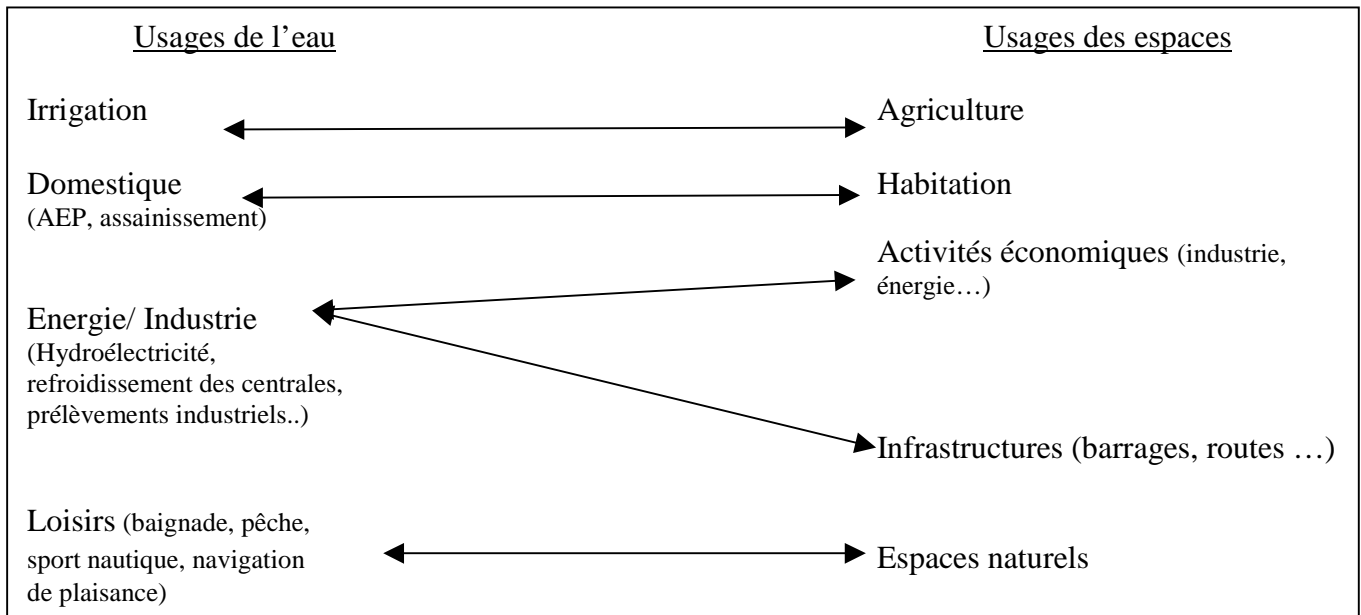 Usages de l’eau
Usages des espaces
Irrigation
Agriculture
Domestique
(AEP, assainissement)
Habitation
Activités économiques (industrie,
énergie…)
Energie/ Industrie
(Hydroélectricité,
refroidissement des centrales,
prélèvements industriels..)
Infrastructures (barrages, routes …)
Loisirs (baignade, pêche,
sport nautique, navigation
de plaisance)
Espaces naturels